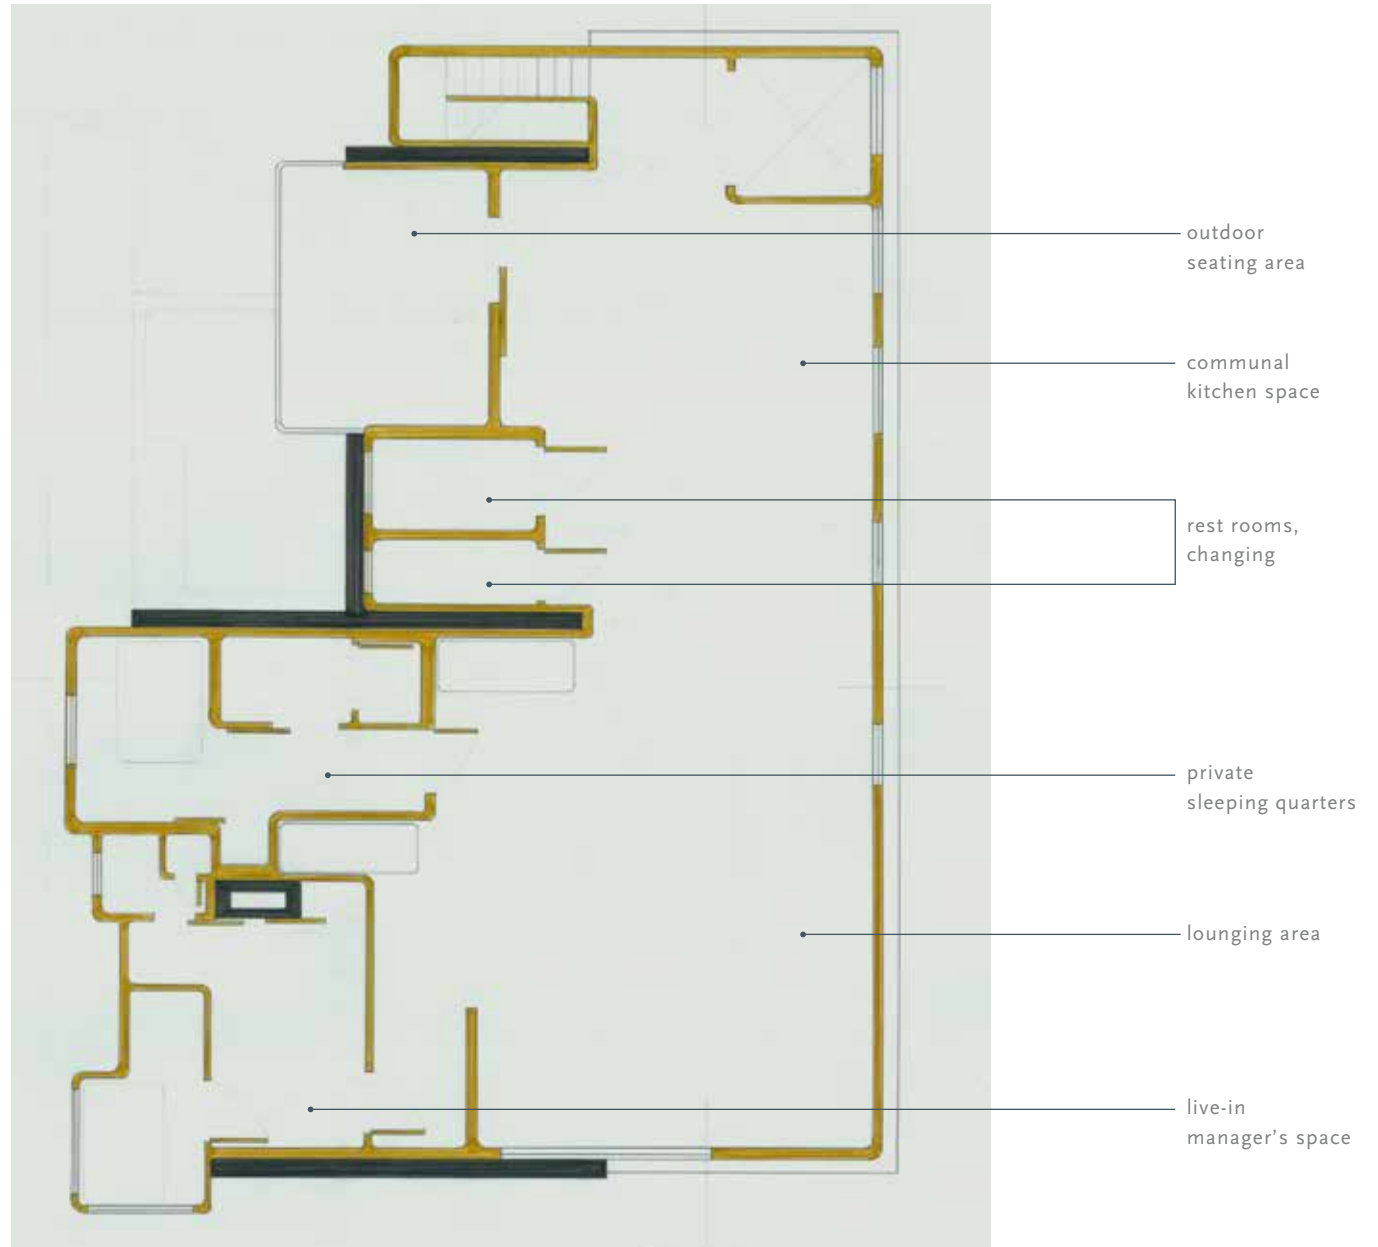 outdoor
seating area
communal
kitchen space
rest rooms,
changing
private
sleeping quarters
lounging area
live-in
manager’s space